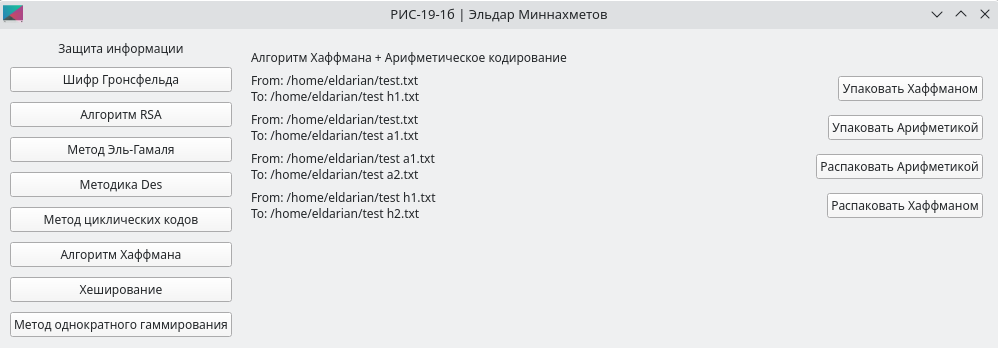 РИС-19-1б | Эльдар Миннахметов
Защита информации
Шифр Гронсфельда
Алгоритм RSA
Метод Эль-Гамаля
Методика Des
Метод циклических кодов
Алгоритм Хаффмана
Хеширование
Метод однократного гаммирования
Алгоритм Хаффмана + Арифметическое кодирование
From: /home/eldarian/test.txt
To: /home/eldarian/test h1.txt
Упаковать Хаффманом
From: /home/eldarian/test.txt
To: /home/eldarian/test a1.txt
Упаковать Арифметикой
From: /home/eldarian/test a1.txt
To: /home/eldarian/test a2.txt
Распаковать Арифметикой
From: /home/eldarian/test h1.txt
To: /home/eldarian/test h2.txt
Распаковать Хаффманом